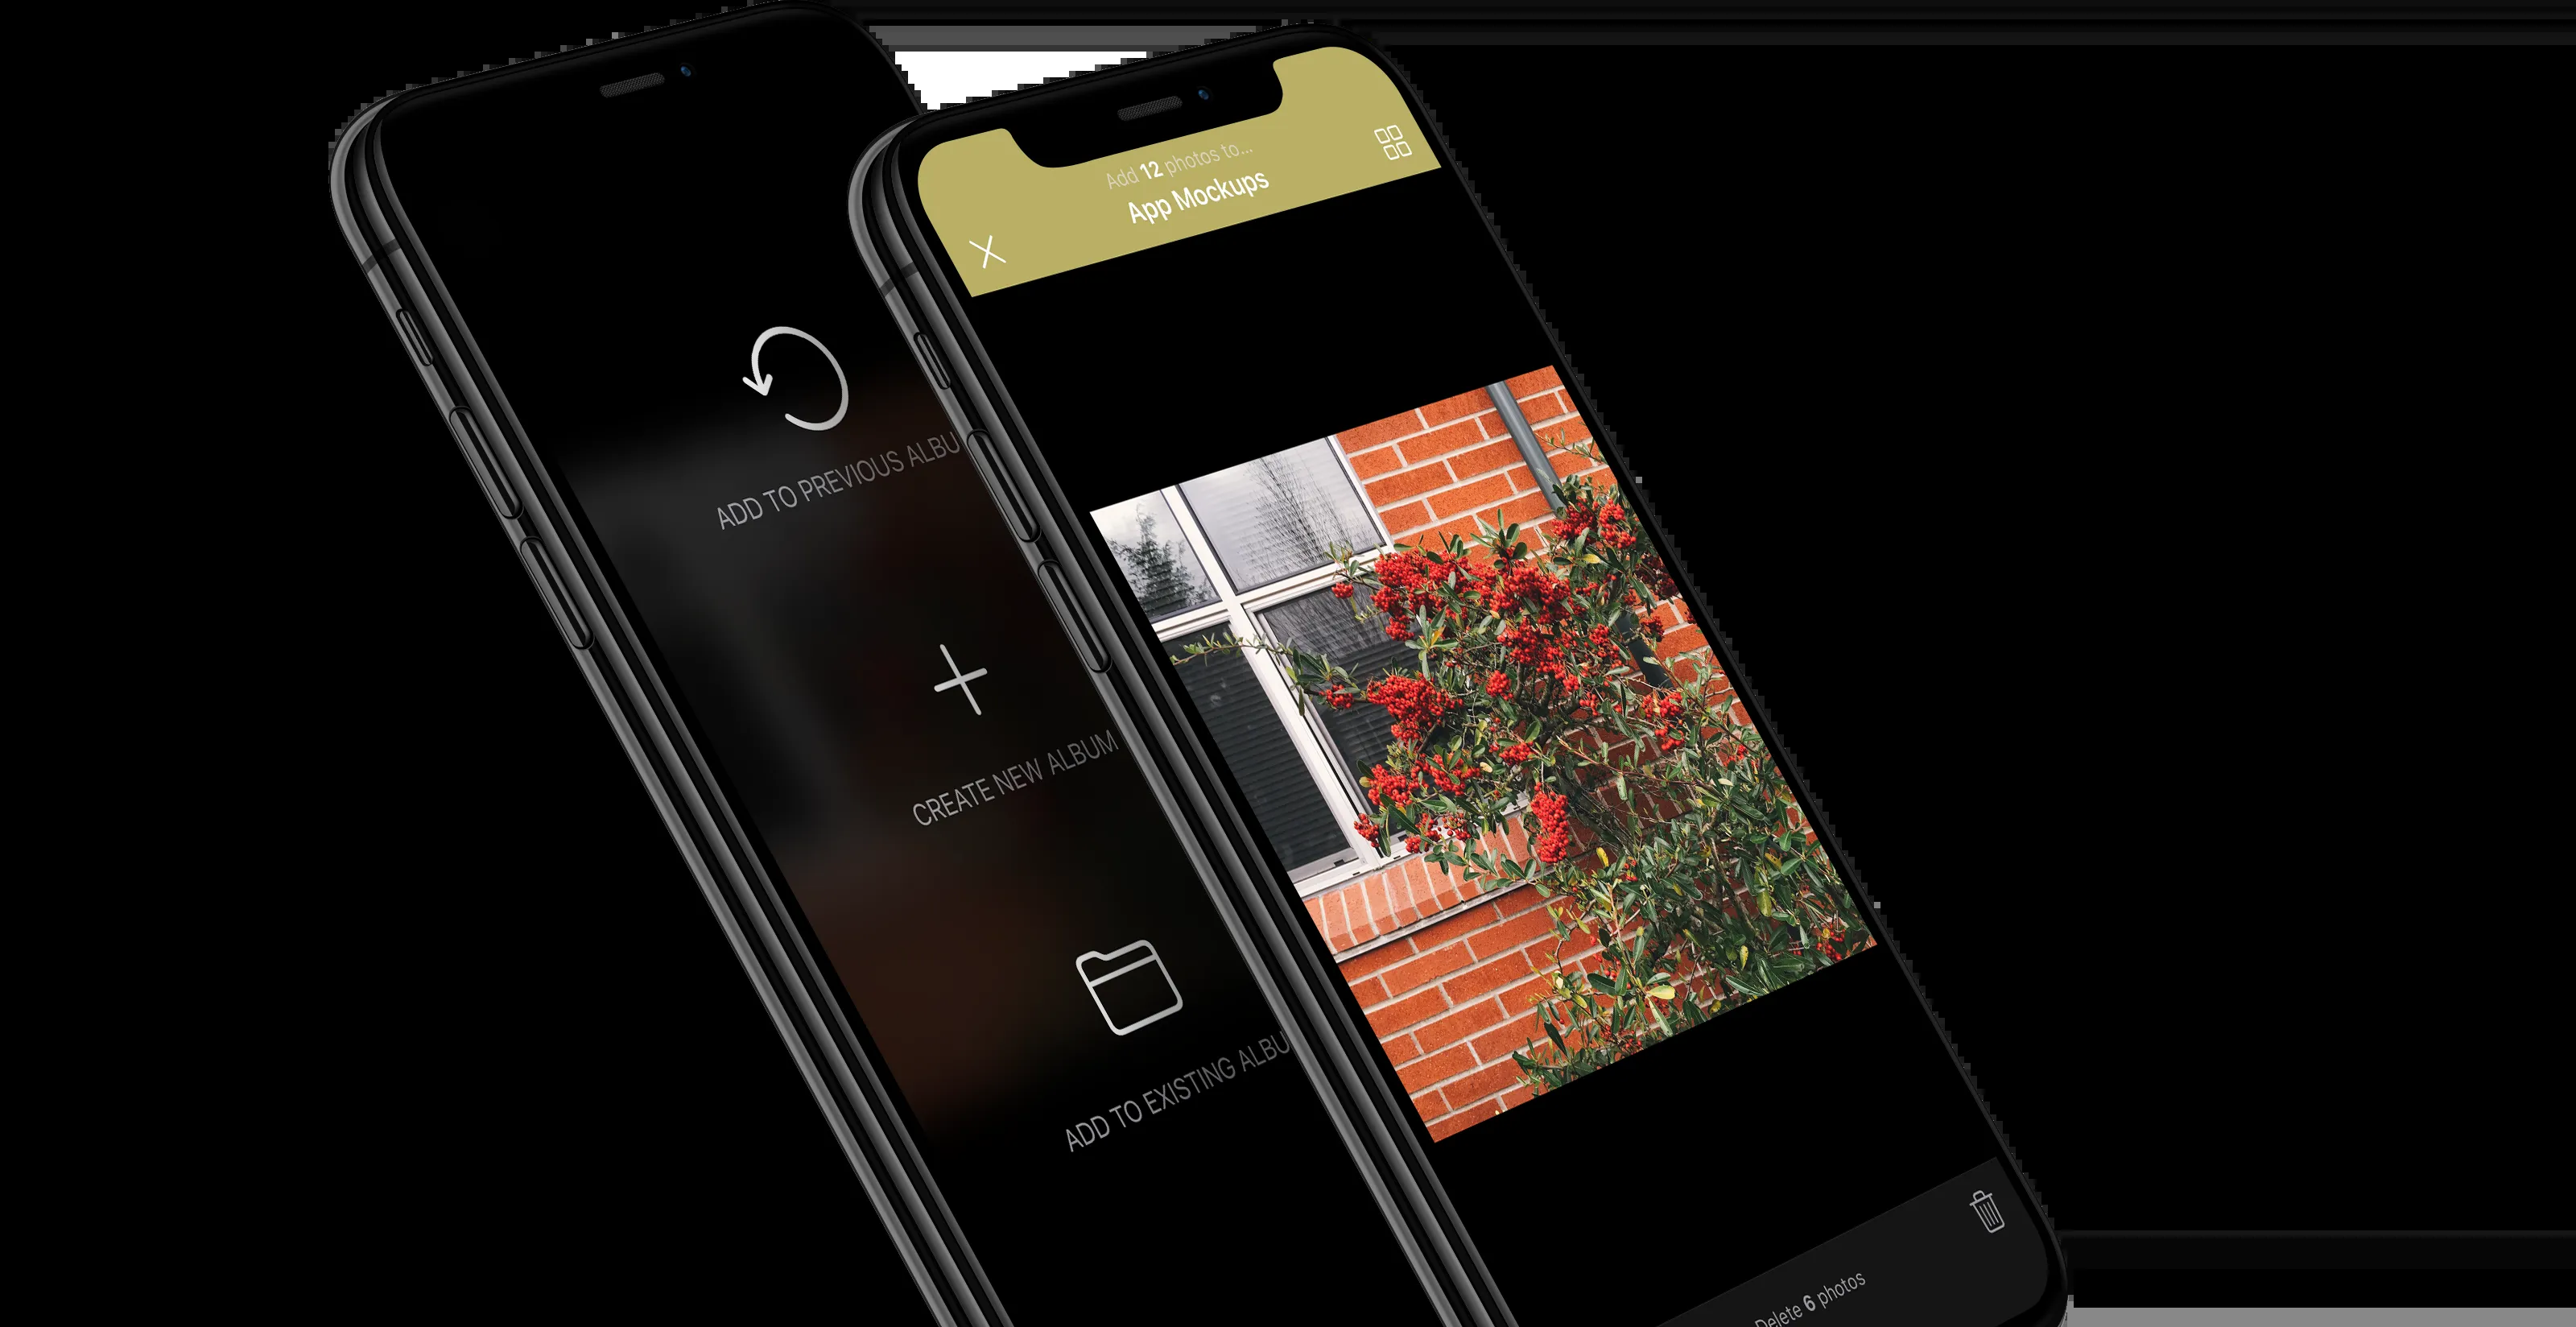 Add 12 photos to...
App Mockups
ADD TO PREVIOUS ALBU
CREATE NEW ALBUM
ADD TO EXISTING ALBU
Delete 6 photos